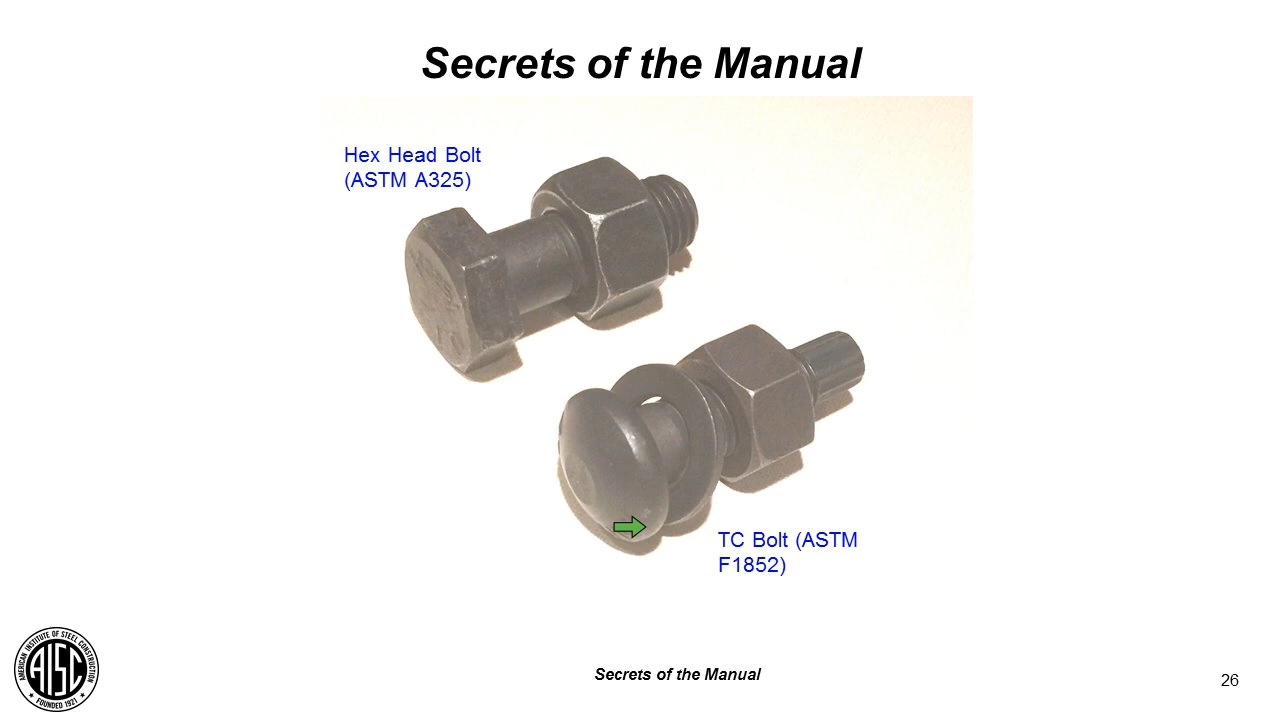 Secrets of the Manual
Hex Head Bolt
(ASTM A325)
TC Bolt (ASTM
F1852)
AMERICAN INSTITUTE OF STEEL CONSTRUCTION
AISC
FOUNDED 1921
Secrets of the Manual
26